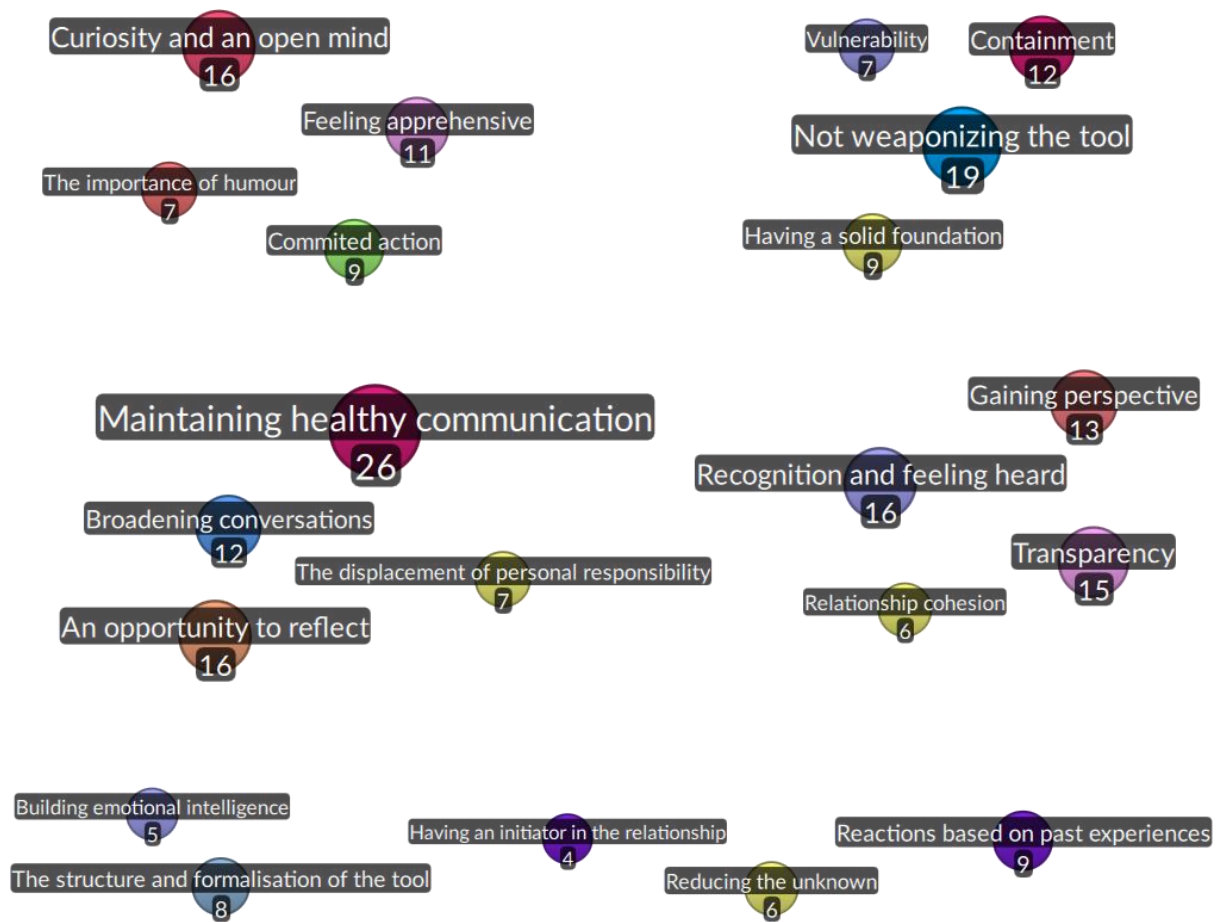 Curiosity and an open mind
16
Feeling apprehensive
11
The importance of humour
7
Commited action
9
Vulnerability
7
Containment
12
Not weaponizing the tool
19
Having a solid foundation
9
Maintaining healthy communication
26
Broadening conversations
12
The displacement of personal responsibility
7
An opportunity to reflect
16
Gaining perspective
13
Recognition and feeling heard
16
Transparency
15
Relationship cohesion
6
Building emotional intelligence
5
The structure and formalisation of the tool
8
Having an initiator in the relationship
4
Reducing the unknown
6
Reactions based on past experiences
9